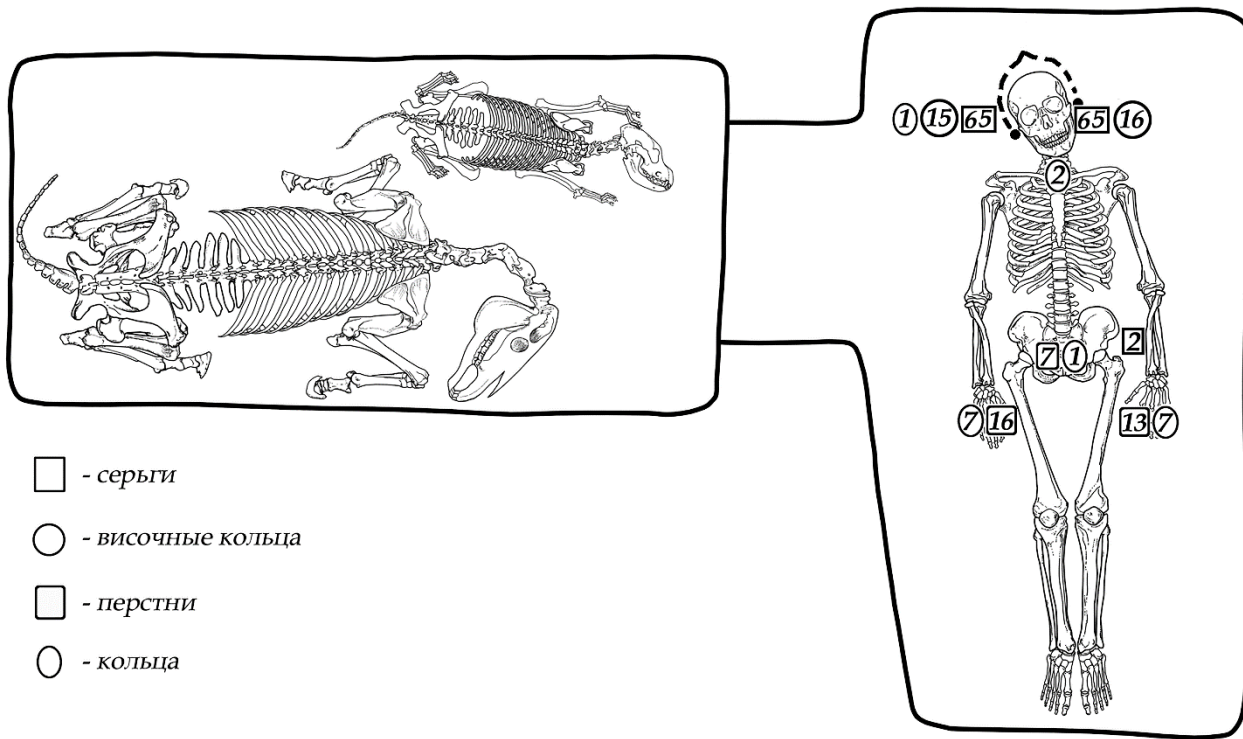 1 15 65 65 16
2
2
7 1
7 16 13 7
- серьги
- височные кольца
- перстни
- кольца